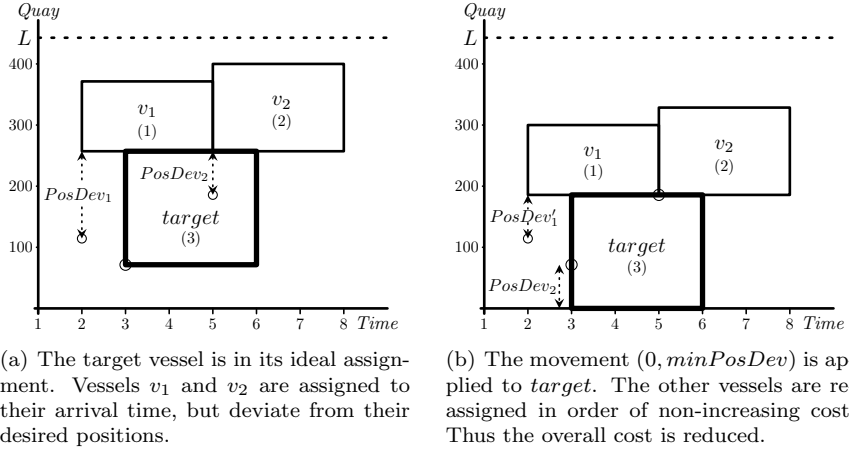 Quay
L
400
300
200
100
v1
(1)
v2
(2)
PosDev1
PosDev2
target
(3)
1 2 3 4 5 6 7 8 Time
(a) The target vessel is in its ideal assign-
ment. Vessels v1 and v2 are assigned to
their arrival time, but deviate from their
desired positions.
Quay
L
400
300
200
100
v1
(1)
v2
(2)
PosDev′1
PosDev2
target
(3)
1 2 3 4 5 6 7 8 Time
(b) The movement (0, minPosDev) is ap
plied to target. The other vessels are re
assigned in order of non-increasing cost
Thus the overall cost is reduced.